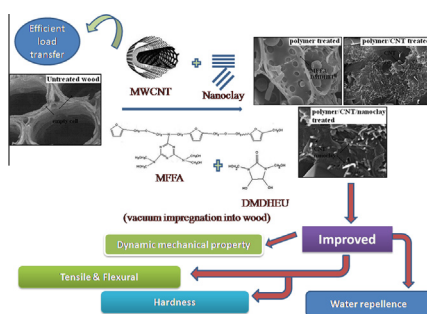 Efficient
load
transfer
MWCNT
Nanoclay
Untreated wood
polymer treated
polymer/CNT treated
polymer/CNT/nanoclay
treated
MFFA
DMDHEU
(vacuum impregnation into wood)
Improved
Dynamic mechanical property
Tensile & Flexural
Hardness
Water repellence